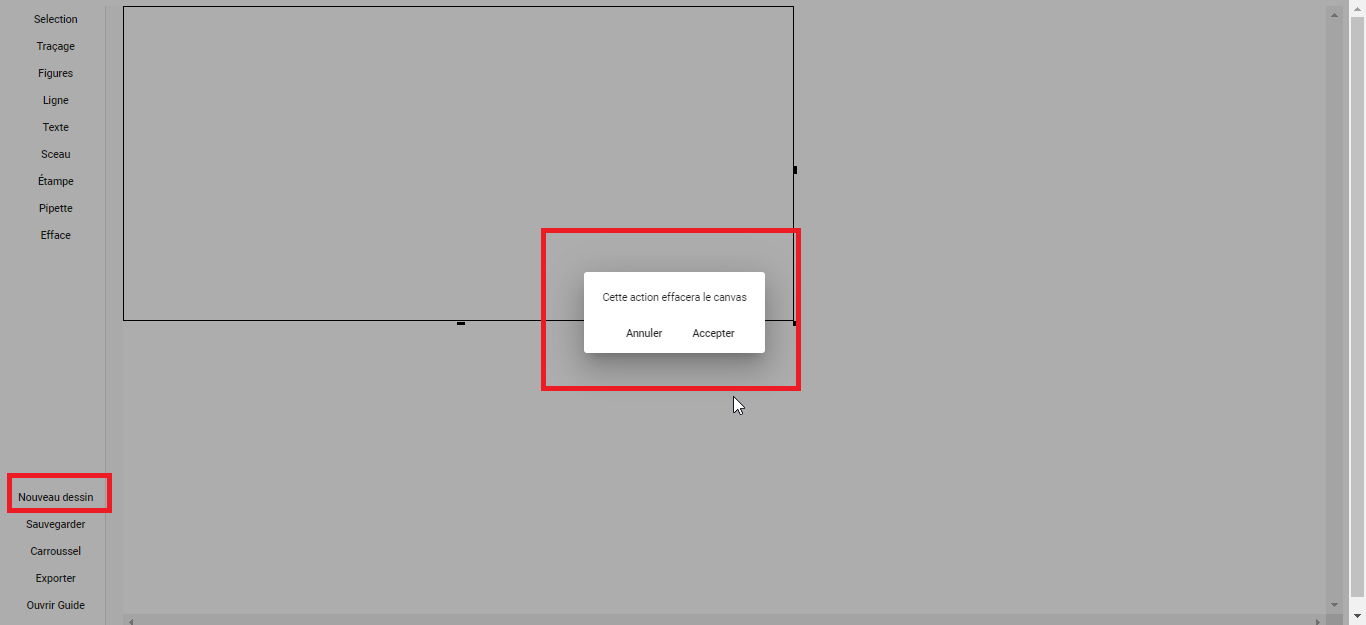 Selection
Traçage
Figures
Ligne
Texte
Sceau
Étampe
Pipette
Efface
Cette action effacera le canvas
Annuler Accepter
Nouveau dessin
Sauvegarder
Carroussel
Exporter
Ouvrir Guide